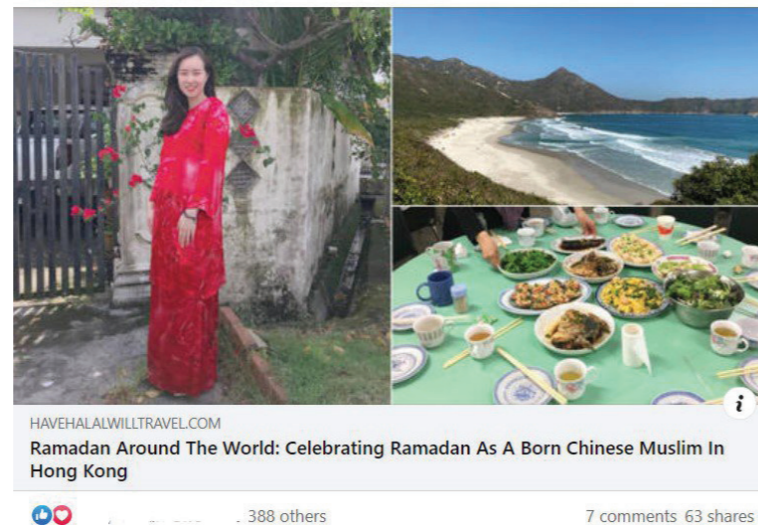 HAVEHALALWILLTRAVEL.COM
Ramadan Around The World: Celebrating Ramadan As A Born Chinese Muslim In
Hong Kong
388 others
7 comments 63 shares